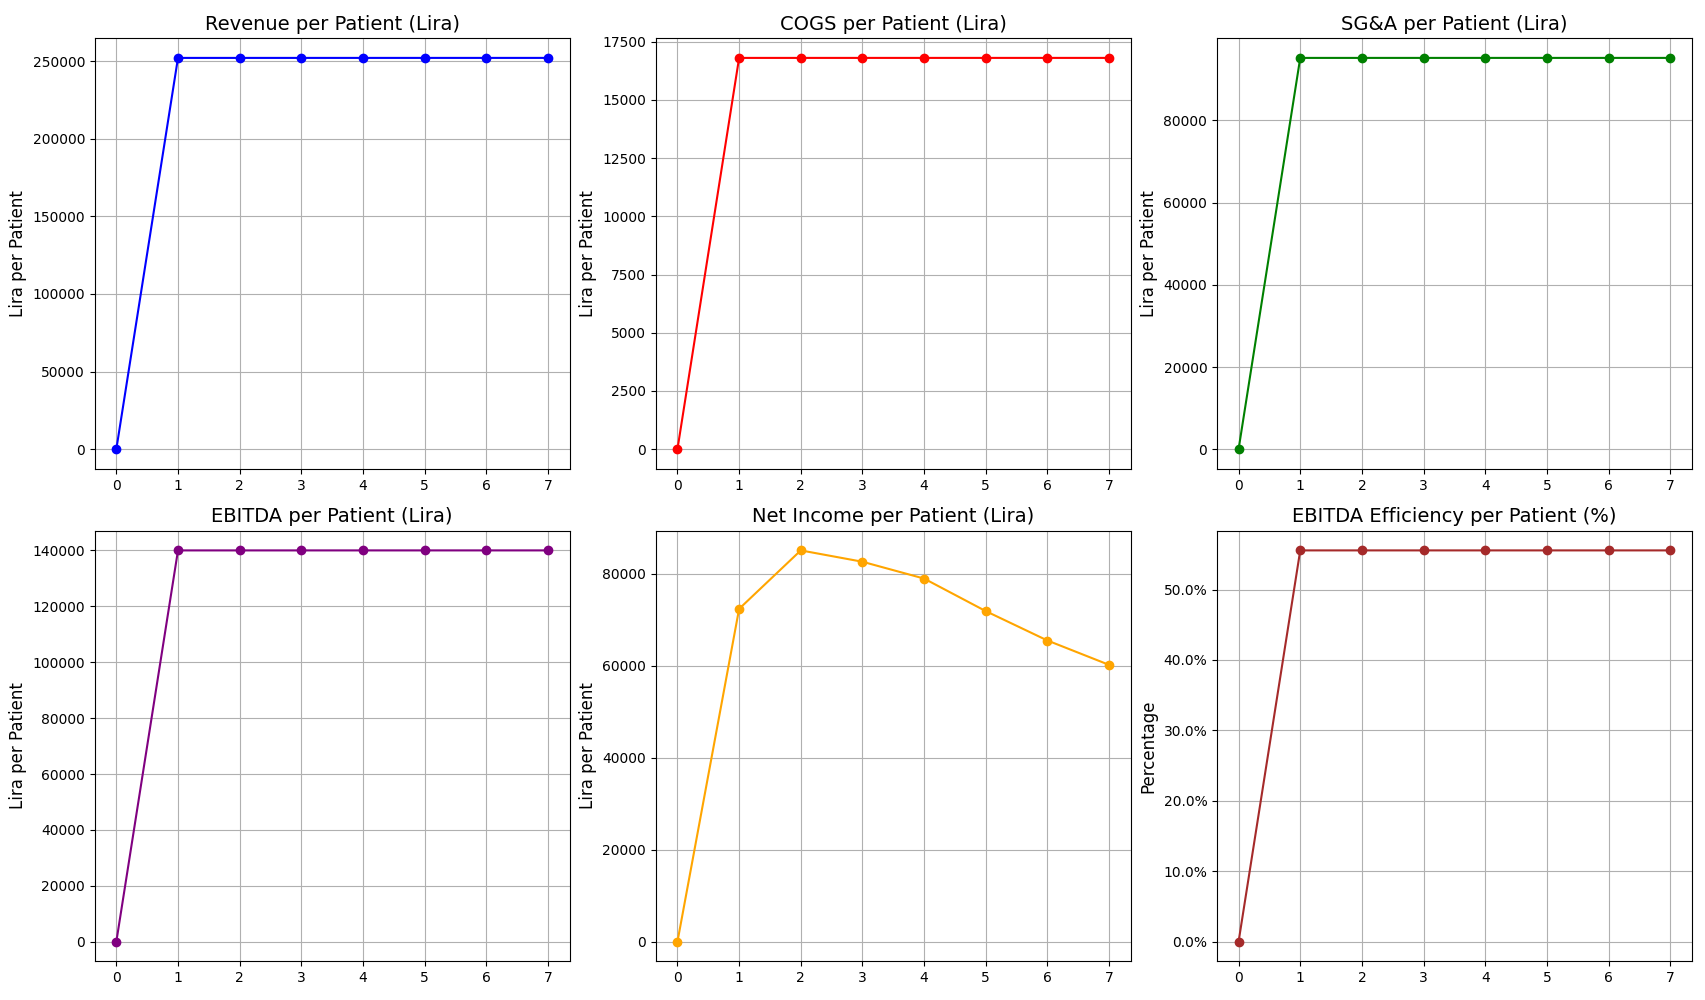 Revenue per Patient (Lira)
Lira per Patient
250000
200000
150000
100000
50000
0
0 1 2 3 4 5 6 7
COGS per Patient (Lira)
Lira per Patient
17500
15000
12500
10000
7500
5000
2500
0
0 1 2 3 4 5 6 7
SG&A per Patient (Lira)
Lira per Patient
80000
60000
40000
20000
0
0 1 2 3 4 5 6 7
EBITDA per Patient (Lira)
Lira per Patient
140000
120000
100000
80000
60000
40000
20000
0
0 1 2 3 4 5 6 7
Net Income per Patient (Lira)
Lira per Patient
80000
60000
40000
20000
0
0 1 2 3 4 5 6 7
EBITDA Efficiency per Patient (%)
Percentage
50.0%
40.0%
30.0%
20.0%
10.0%
0.0%
0 1 2 3 4 5 6 7